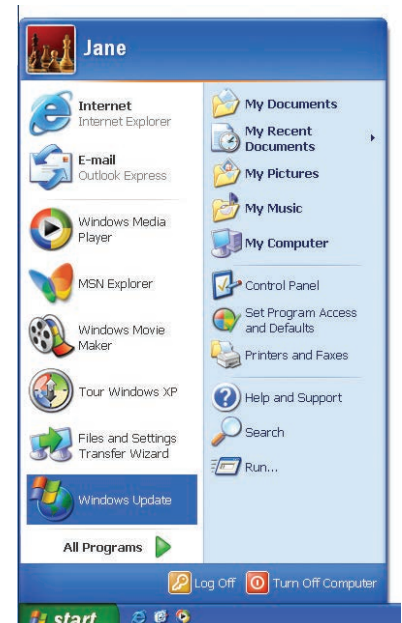 Jane
Internet
Internet Explorer
E-mail
Outlook Express
Windows Media
Player
MSN Explorer
Windows Movie
Maker
Tour Windows XP
Files and Settings
Transfer Wizard
Windows Update
All Programs
My Documents
My Recent
Documents
My Pictures
My Music
My Computer
Control Panel
Set Program Access
and Defaults
Printers and Faxes
Help and Support
Search
Run...
Log Off Turn Off Computer
start